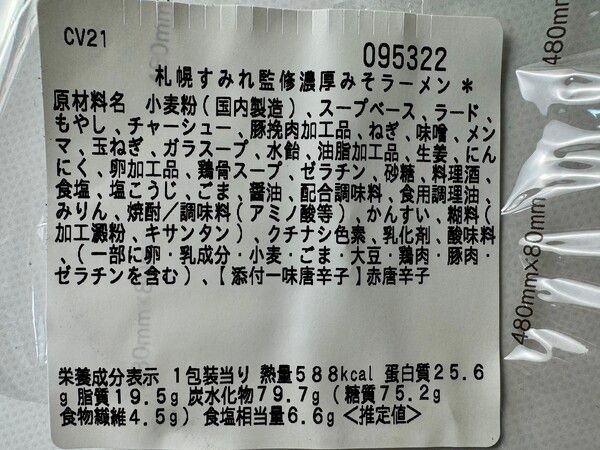 CV21
095322
札幌すみれ監修濃厚みそラーメン＊
原材料名　小麦粉（国内製造）、スープベース、ラード、
もやし、チャーシュー、豚挽肉加工品、ねぎ、味噌、メン
マ、玉ねぎ、ガラスープ、水飴、油脂加工品、生姜、にん
にく、卵加工品、鶏骨スープ、ゼラチン、砂糖、料理酒、
食塩、塩こうじ、ごま、醤油、配合調味料、食用調理油、
みりん、焼酎／調味料（アミノ酸等）、かんすい、糊料（
加工澱粉、キサンタン）、クチナシ色素、乳化剤、酸味料
、（一部に卵・乳成分・小麦・ごま・大豆・鶏肉・豚肉・
ゼラチンを含む）、【添付一味唐辛子】赤唐辛子
栄養成分表示　１包装当り　熱量５８８kcal　蛋白質２５．６
ｇ　脂質１９．５ｇ　炭水化物７９．７ｇ（糖質７５．２ｇ
食物繊維４．５ｇ）　食塩相当量６．６ｇ＜推定値＞
480mm
480mm×80mm